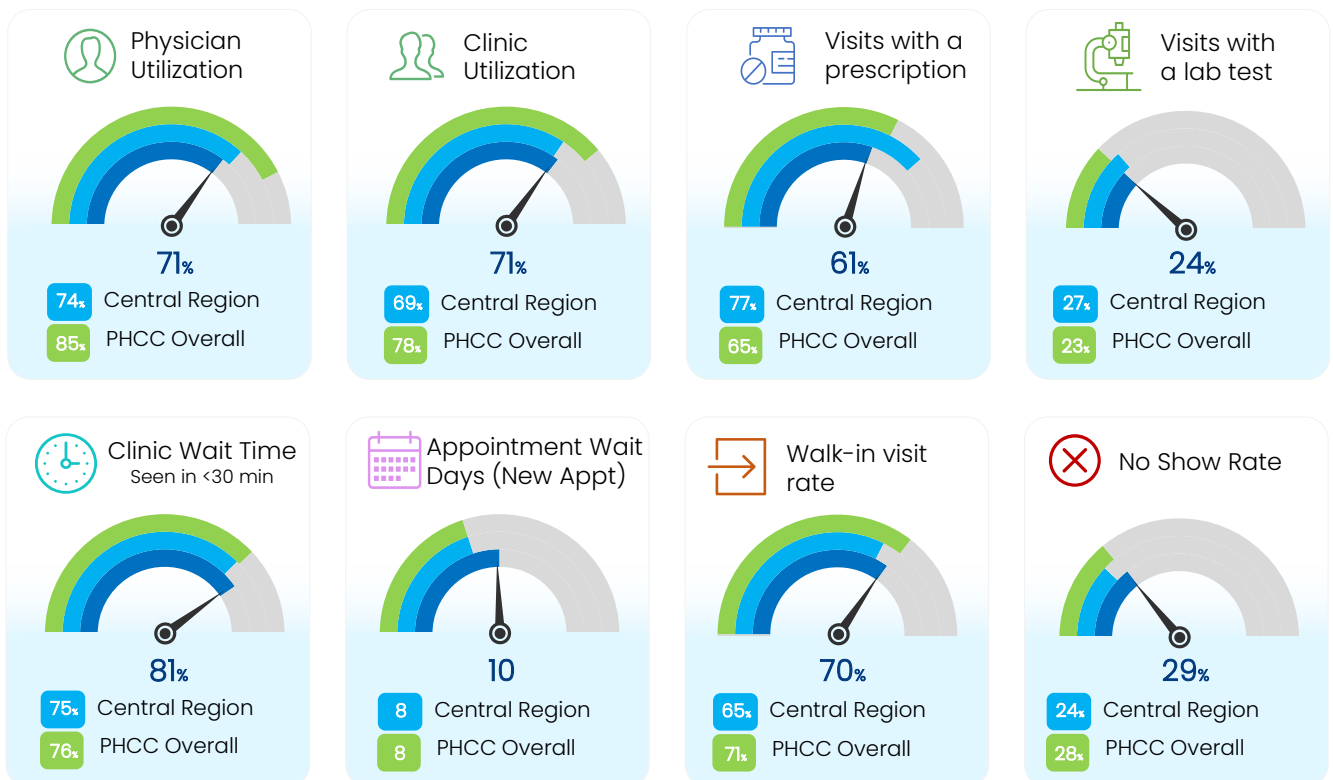 Physician
Utilization
71%
74% Central Region
85% PHCC Overall
Clinic
Utilization
71%
69% Central Region
78% PHCC Overall
Visits with a
prescription
61%
77% Central Region
65% PHCC Overall
Visits with
a lab test
24%
27% Central Region
23% PHCC Overall
Clinic Wait Time
Seen in <30 min
81%
75% Central Region
76% PHCC Overall
Appointment Wait
Days (New Appt)
10
8 Central Region
8 PHCC Overall
Walk-in visit
rate
70%
65% Central Region
71% PHCC Overall
No Show Rate
29%
24% Central Region
28% PHCC Overall